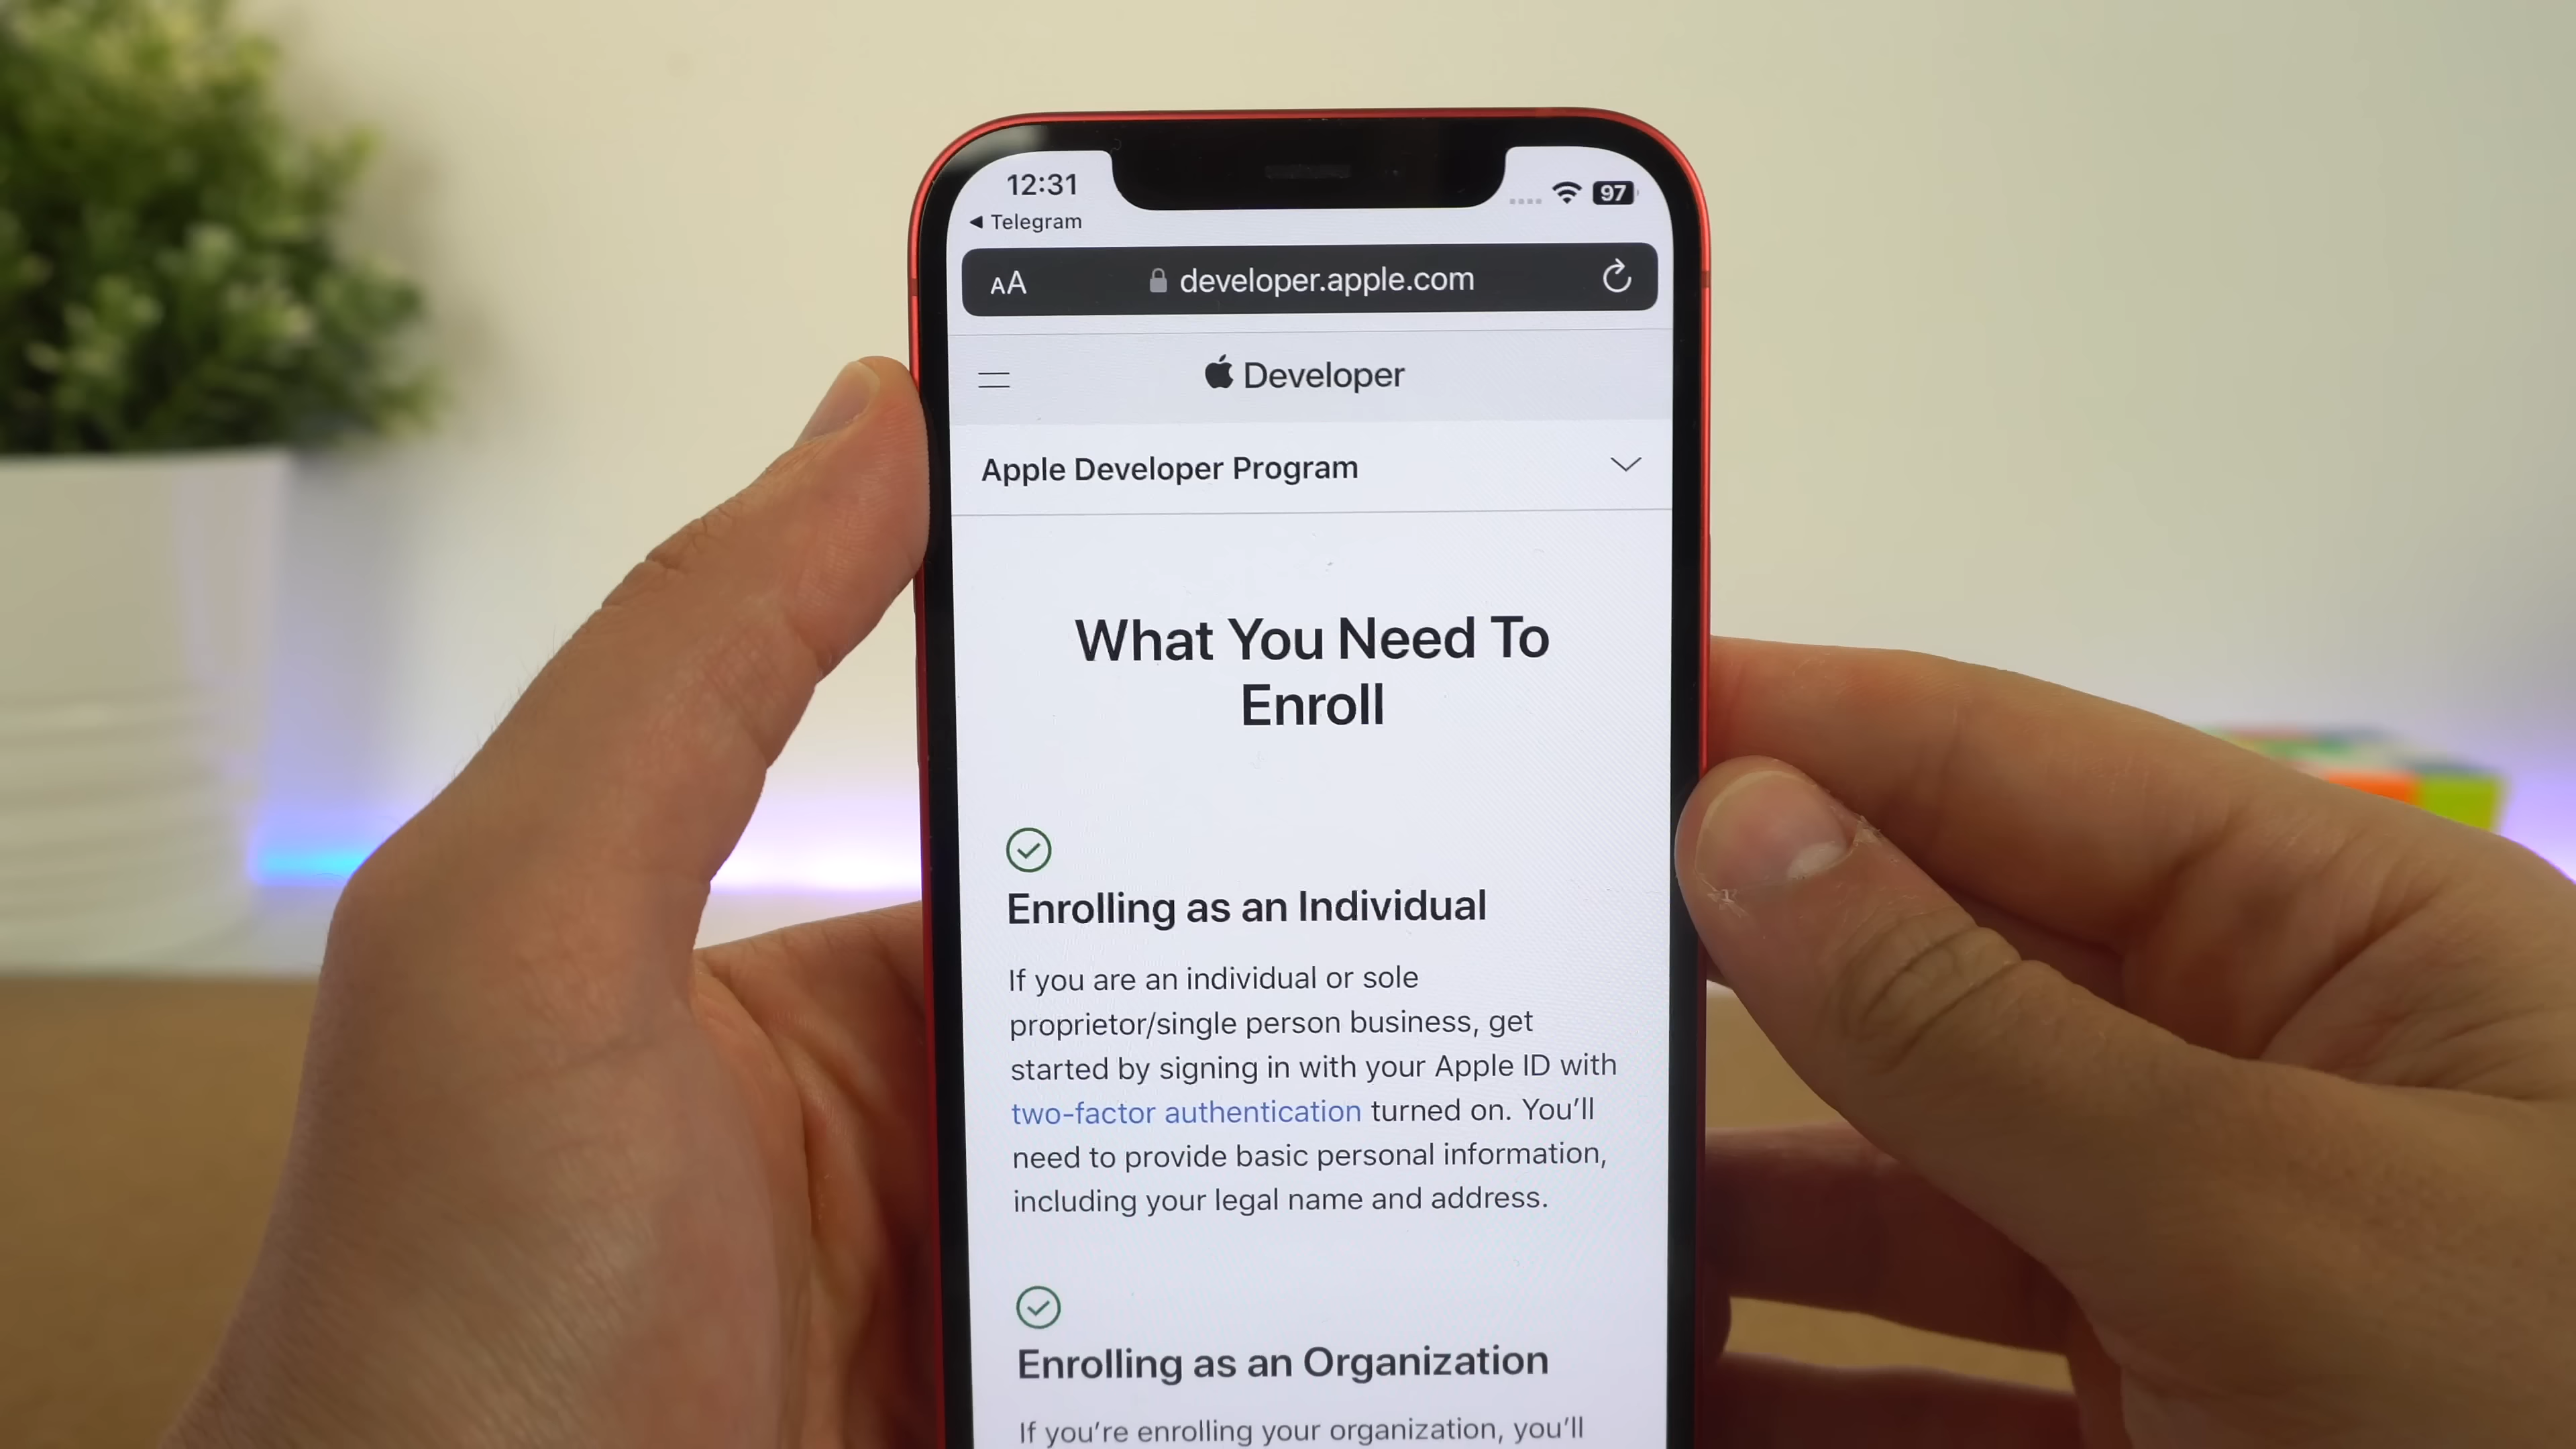 12:31
97
Telegram
AA
developer.apple.com
Developer
Apple Developer Program
What You Need To
Enroll
Enrolling as an Individual
If you are an individual or sole
proprietor/single person business, get
started by signing in with your Apple ID with
two-factor authentication turned on. You’ll
need to provide basic personal information,
including your legal name and address.
Enrolling as an Organization
If you’re enrolling your organization, you’ll